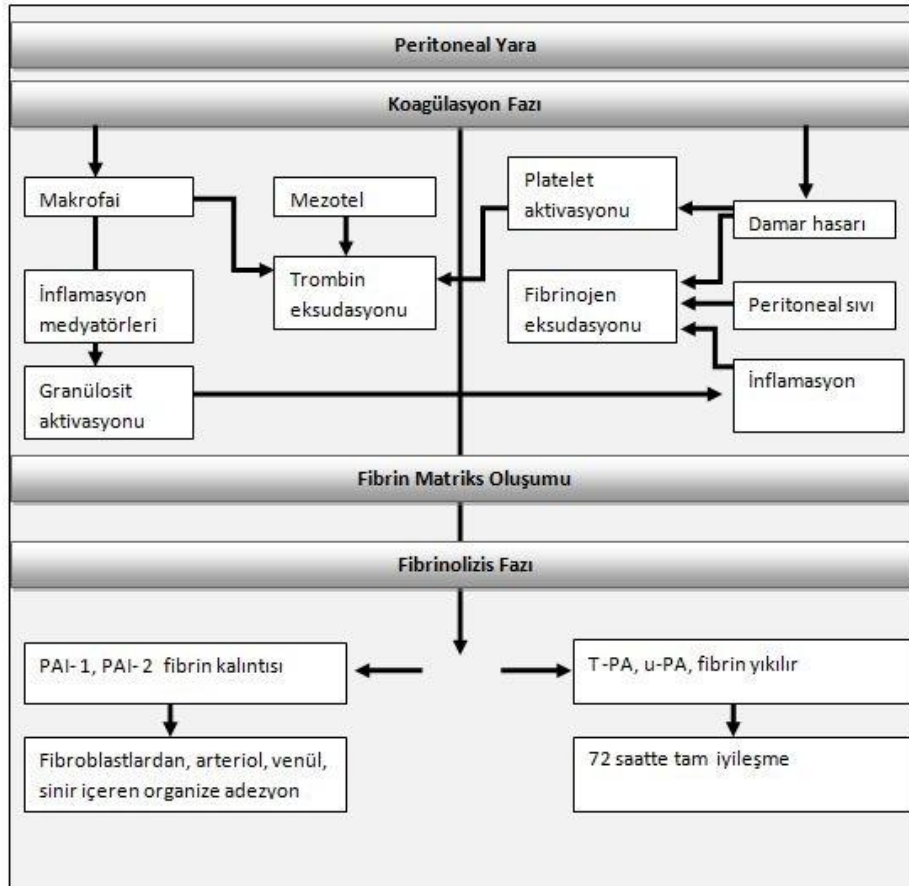 Peritoneal Yara
Koagülasyon Fazı
Makrofai
Mezotel
Platelet
aktivasyonu
Damar hasarı
İnflamasyon
medyatörleri
Trombin
eksudasyonu
Fibrinojen
eksudasyonu
Peritoneal sıvı
Granülosit
aktivasyonu
İnflamasyon
Fibrin Matriks Oluşumu
Fibrinolizis Fazı
PAI-1, PAI-2 fibrin kalıntısı
T-PA, u-PA, fibrin yıkılır
Fibroblastlardan, arteriol, venül,
sinir içeren organize adezyon
72 saatte tam iyileşme